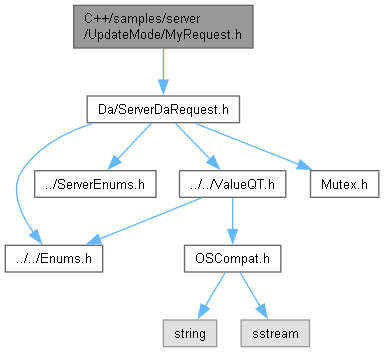 C++/samples/server
/UpdateMode/MyRequest.h
Da/ServerDaRequest.h
../ServerEnums.h
../../ValueQT.h
Mutex.h
../../Enums.h
OSCompat.h
string
sstream